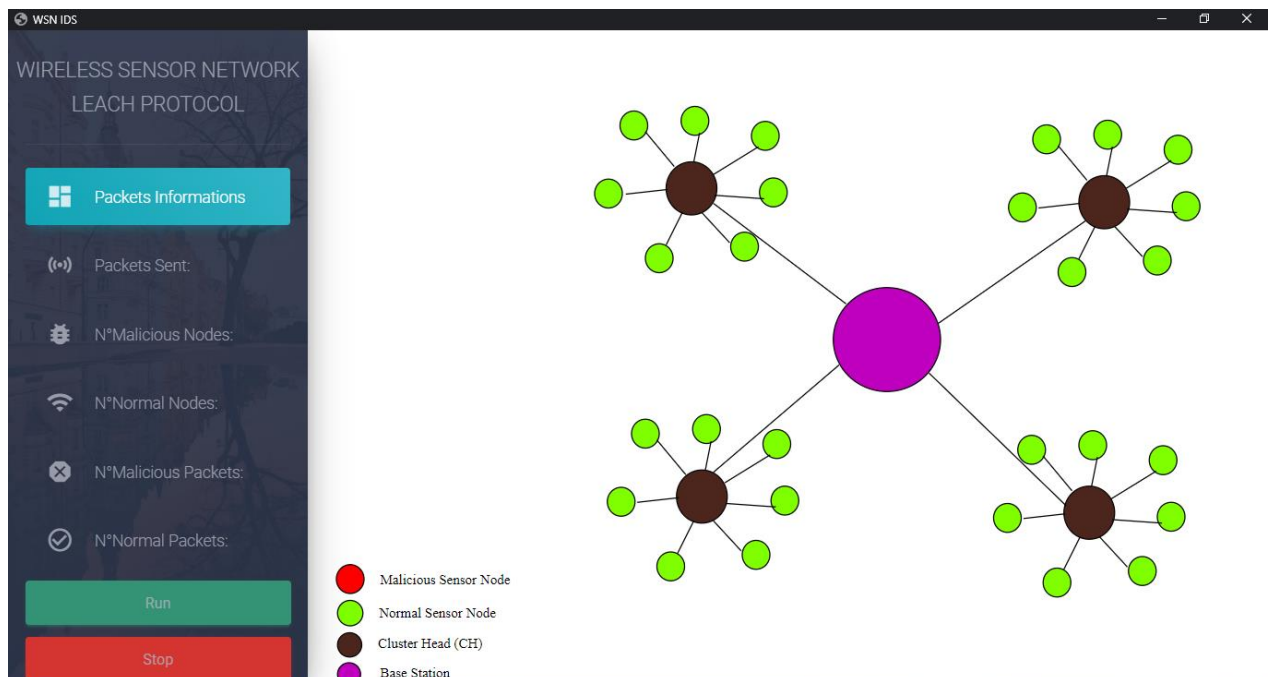 WSN IDS
WIRELESS SENSOR NETWORK
LEACH PROTOCOL
Packets Informations
Packets Sent:
N°Malicious Nodes:
N°Normal Nodes:
N°Malicious Packets:
N°Normal Packets:
Run
Stop
Malicious Sensor Node
Normal Sensor Node
Cluster Head (CH)
Base Station